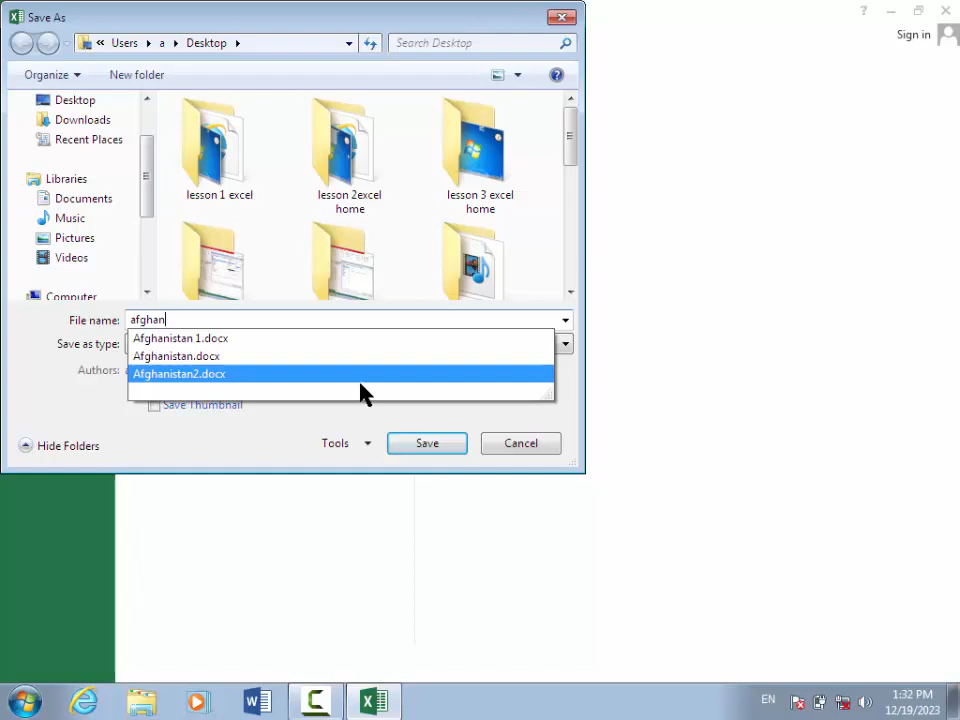 Save As
Sign in
« Users a Desktop
Search Desktop
Organize
New folder
Desktop
Downloads
Recent Places
Libraries
Documents
Music
Pictures
Videos
Computer
lesson 1 excel
lesson 2excel
home
lesson 3 excel
home
File name: afghan
Afghanistan 1.docx
Afghanistan.docx
Afghanistan2.docx
Save as type:
Authors:
Save Thumbnail
Hide Folders
Tools
Save
Cancel
EN
1:32 PM
12/19/2023